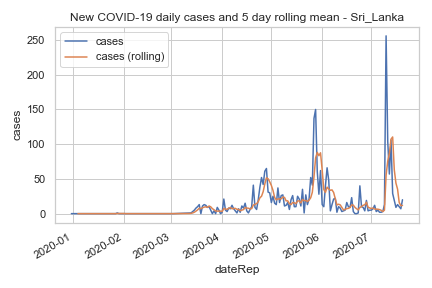 New COVID-19 daily cases and 5 day rolling mean - Sri_Lanka
cases
cases (rolling)
250
200
150
100
50
0
cases
2020-01
2020-02
2020-03
2020-04
2020-05
2020-06
2020-07
dateRep